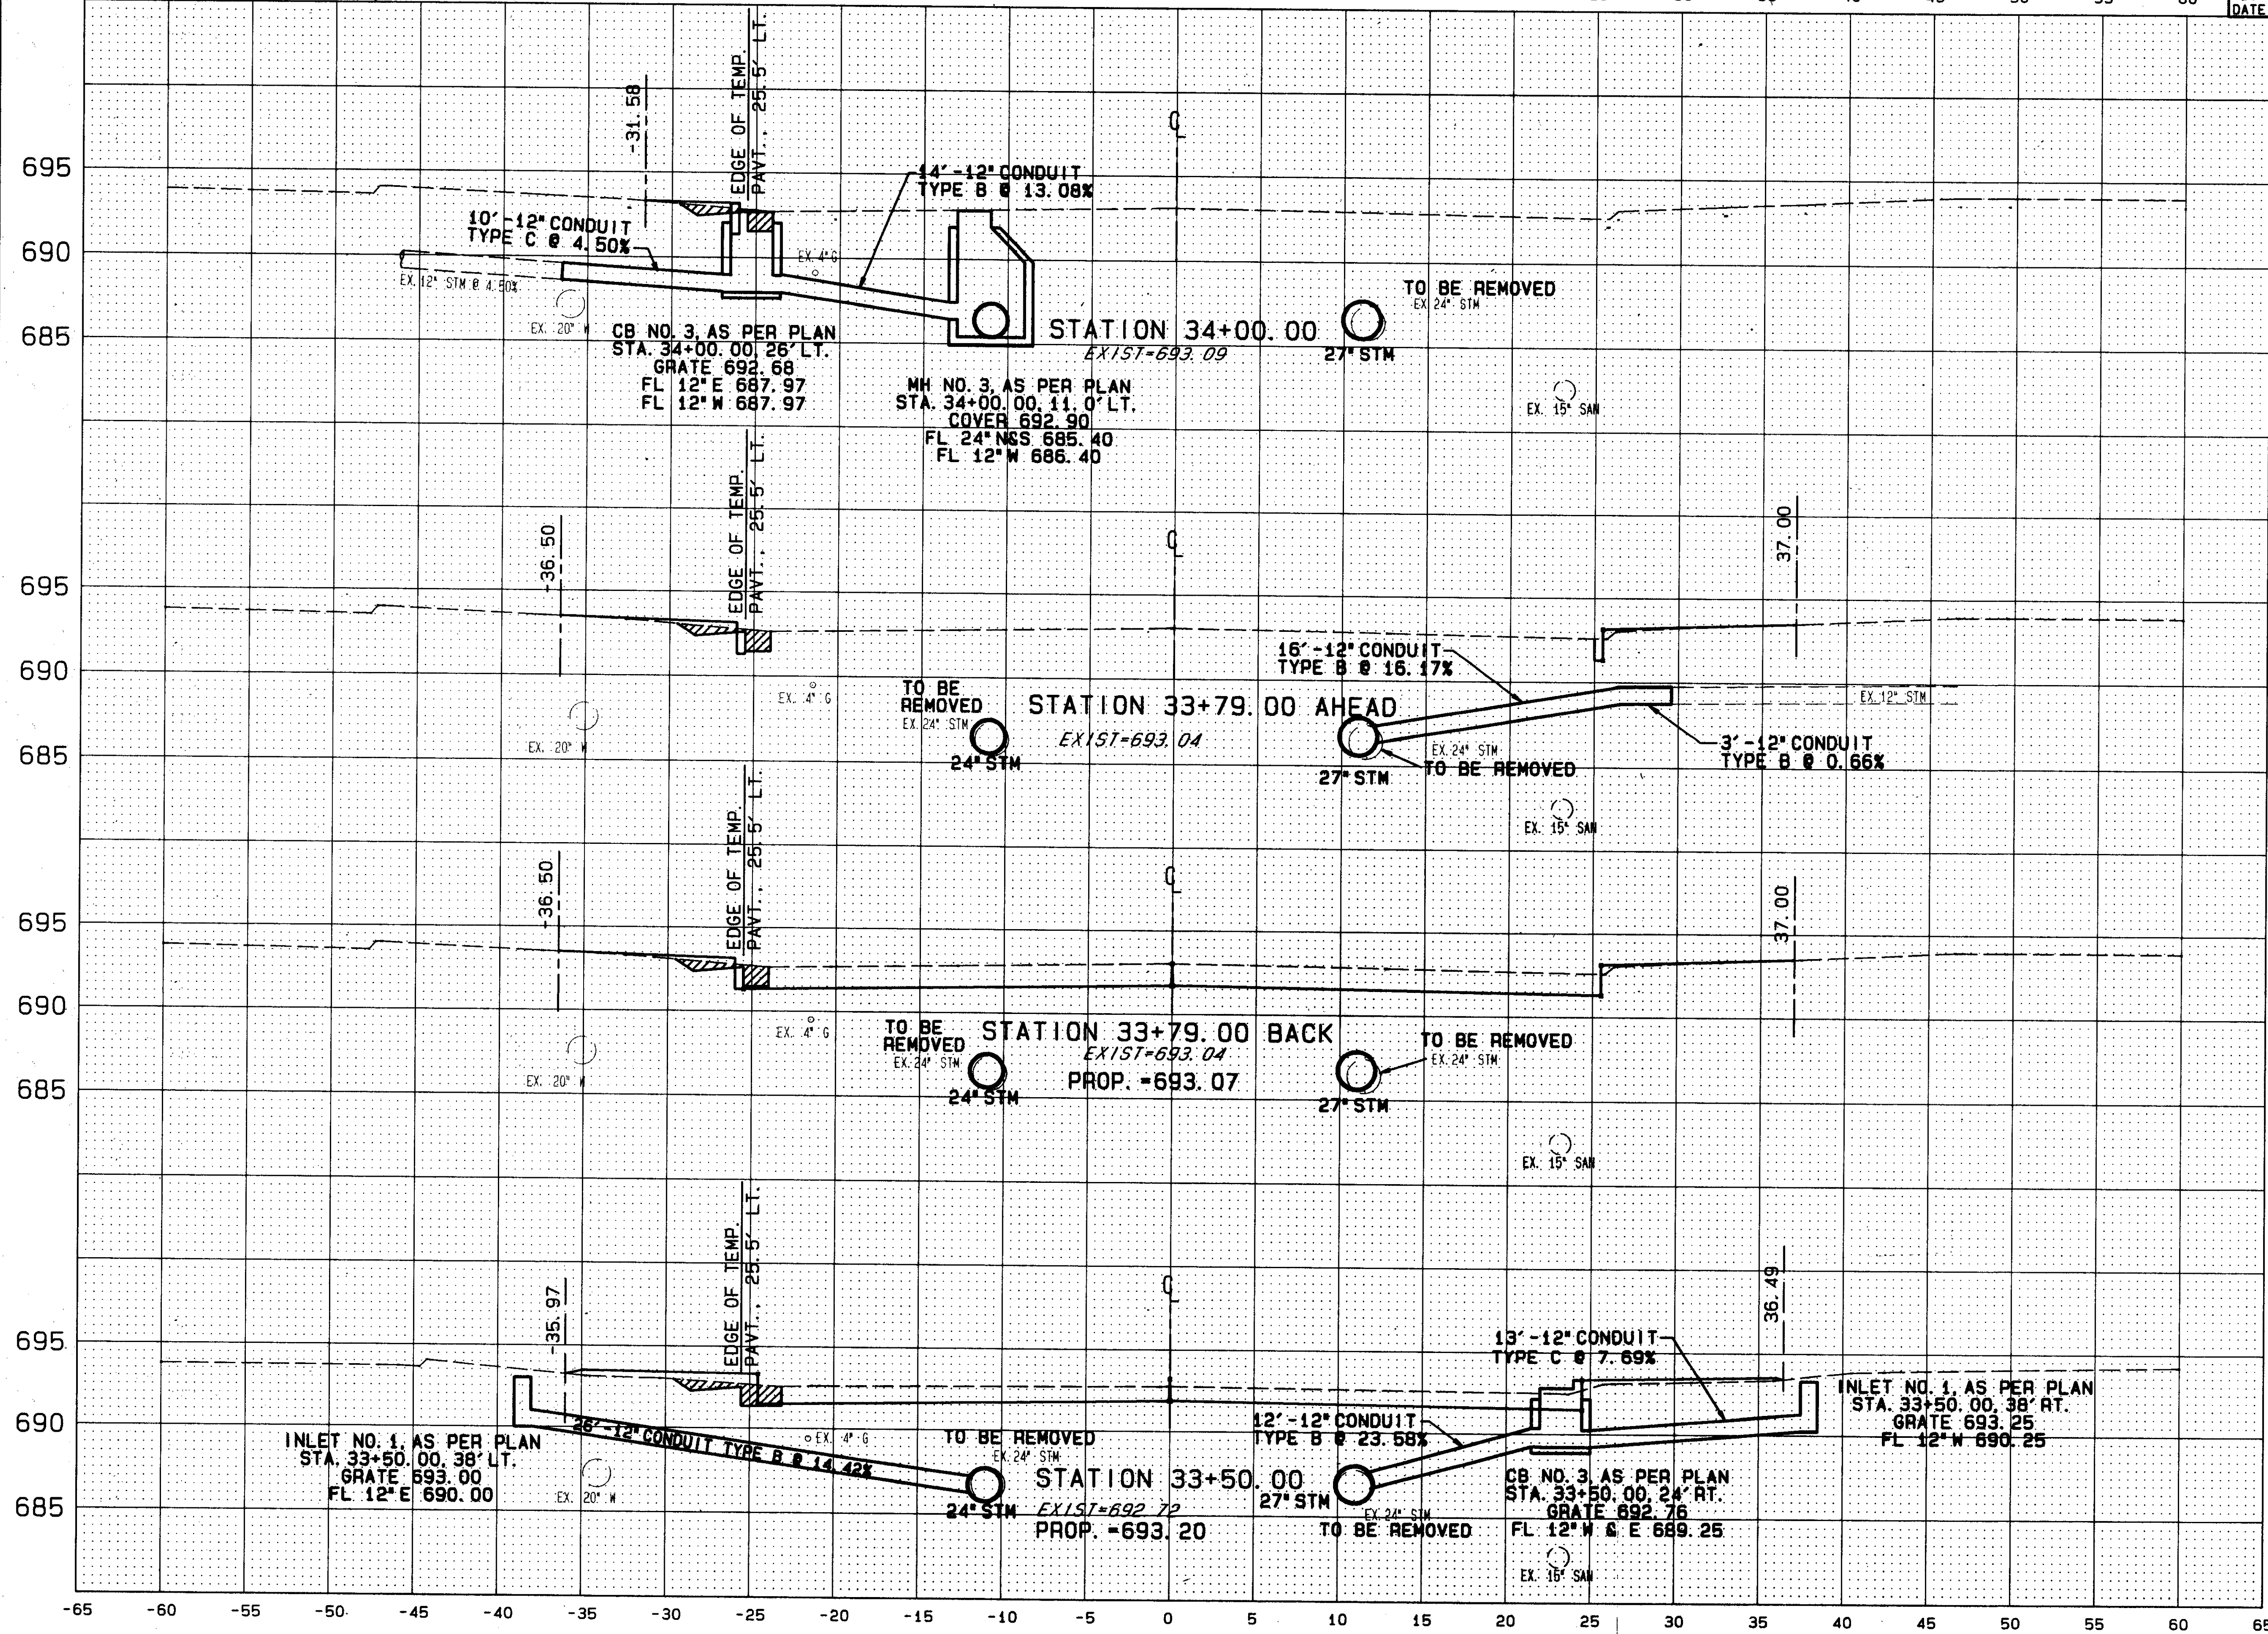 DATE
-31.58
EDGE OF TEMP.
PAVT., 25.5' LT.
695
690
685
14'-12" CONDUIT
TYPE B @ 13.08%
10'-12" CONDUIT
TYPE C @ 4.50%
EX. 4" G
EX. 12" STM @ 4.50%
EX. 20" W
CB NO. 3, AS PER PLAN
STA. 34+00.00, 26' LT.
GRATE 692.68
FL 12" E 687.97
FL 12" W 687.97
STATION 34+00.00
EXIST=693.09
MH NO. 3, AS PER PLAN
STA. 34+00.00, 11.0' LT.
COVER 692.90
FL 24" N&S 685.40
FL 12" W 686.40
TO BE REMOVED
EX 24" STM
27" STM
EX. 15" SAN
-36.50
EDGE OF TEMP.
PAVT., 25.5' LT.
37.00
695
690
685
16'-12" CONDUIT
TYPE B @ 16.17%
EX. 4" G
TO BE
REMOVED
EX. 24" STM
STATION 33+79.00 AHEAD
EXIST=693.04
EX. 12" STM
EX. 20" W
24" STM
27" STM
EX. 24" STM
TO BE REMOVED
3'-12" CONDUIT
TYPE B @ 0.66%
EX. 15" SAN
-36.50
EDGE OF TEMP.
PAVT., 25.5' LT.
37.00
695
690
685
EX. 4" G
TO BE
REMOVED
EX. 24" STM
STATION 33+79.00 BACK
EXIST=693.04
PROP. =693.07
TO BE REMOVED
EX. 24" STM
EX. 20" W
24" STM
27" STM
EX. 15" SAN
-35.97
EDGE OF TEMP.
PAVT., 25.5' LT.
36.49
695
690
685
13'-12" CONDUIT
TYPE C @ 7.69%
INLET NO. 1, AS PER PLAN
STA. 33+50.00, 38' RT.
GRATE 693.25
FL 12" W 690.25
12'-12" CONDUIT
TYPE B @ 23.58%
26'-12" CONDUIT TYPE B @ 14.42%
EX. 4" G
TO BE REMOVED
EX. 24" STM
INLET NO. 1, AS PER PLAN
STA. 33+50.00, 38' LT.
GRATE 693.00
FL 12" E 690.00
EX. 20" W
STATION 33+50.00
24" STM
EXIST=692.72
PROP. =693.20
27" STM
EX. 24" STM
TO BE REMOVED
CB NO. 3, AS PER PLAN
STA. 33+50.00, 24' RT.
GRATE 692.76
FL 12" W & E 689.25
EX. 15" SAN
-65 -60 -55 -50 -45 -40 -35 -30 -25 -20 -15 -10 -5 0 5 10 15 20 25 30 35 40 45 50 55 60 65